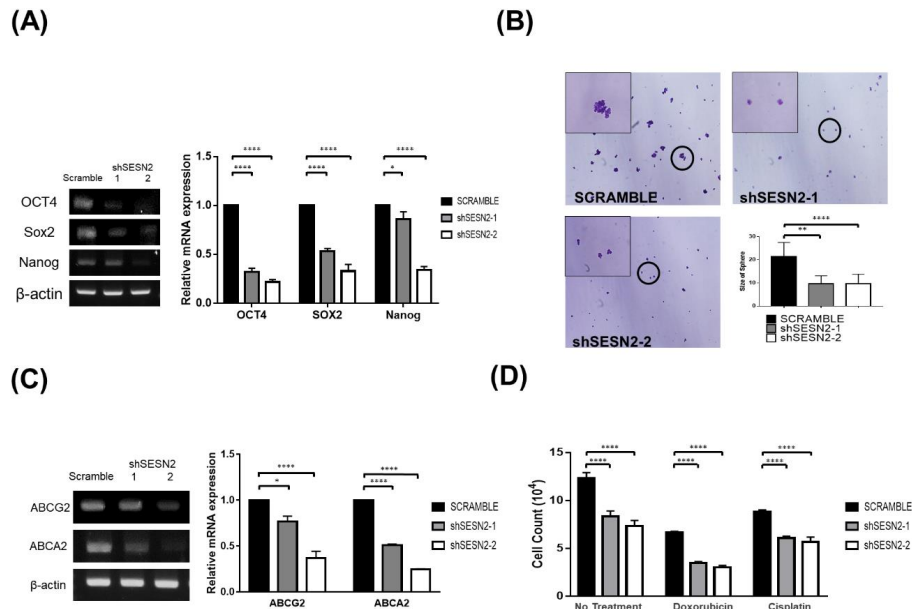 (A)
shSESN2
Scramble 1 2
OCT4
Sox2
Nanog
β-actin
Relative mRNA expression
1.5
1.0
0.5
0.0
**** **** ****
**** **** *
OCT4 SOX2 Nanog
SCRAMBLE
shSESN2-1
shSESN2-2
(B)
SCRAMBLE
shSESN2-1
shSESN2-2
Size of Sphere
30
20
10
0
****
**
SCRAMBLE
shSESN2-1
shSESN2-2
(C)
shSESN2
Scramble 1 2
ABCG2
ABCA2
β-actin
Relative mRNA expression
1.5
1.0
0.5
0.0
**** ****
* ****
ABCG2 ABCA2
SCRAMBLE
shSESN2-1
shSESN2-2
(D)
Cell Count (10⁴)
15
10
5
0
**** **** ****
**** **** ****
No Treatment Doxorubicin Cisplatin
SCRAMBLE
shSESN2-1
shSESN2-2